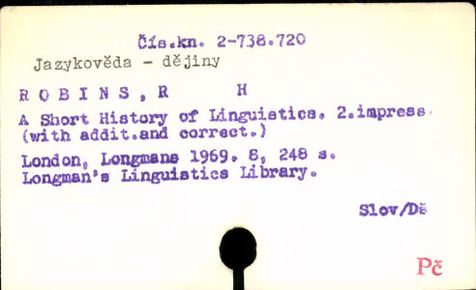 Čís.kn. 2-738.720
Jazykověda - dějiny
R O B I N S , R H
A Short History of Linguistics. 2.impress.
(with addit.and correct.)
London, Longmans 1969. 8, 248 s.
Longman's Linguistics Library.
Slov/Dě
Pč